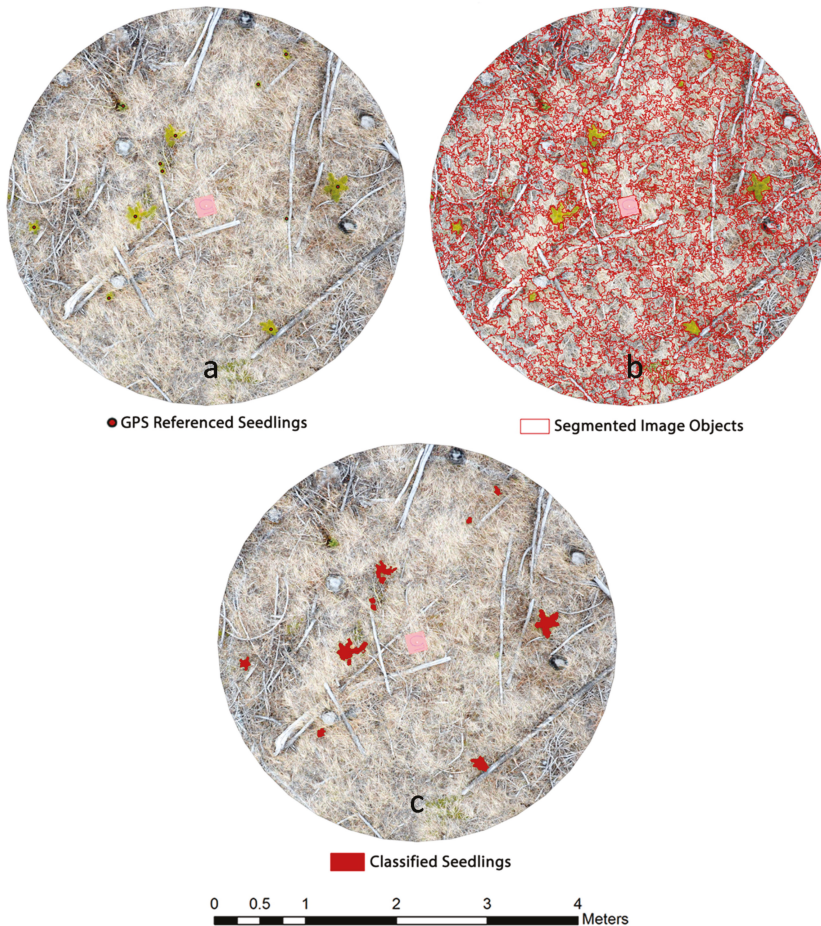 a
b
GPS Referenced Seedlings
Segmented Image Objects
c
Classified Seedlings
0 0.5 1 2 3 4
Meters